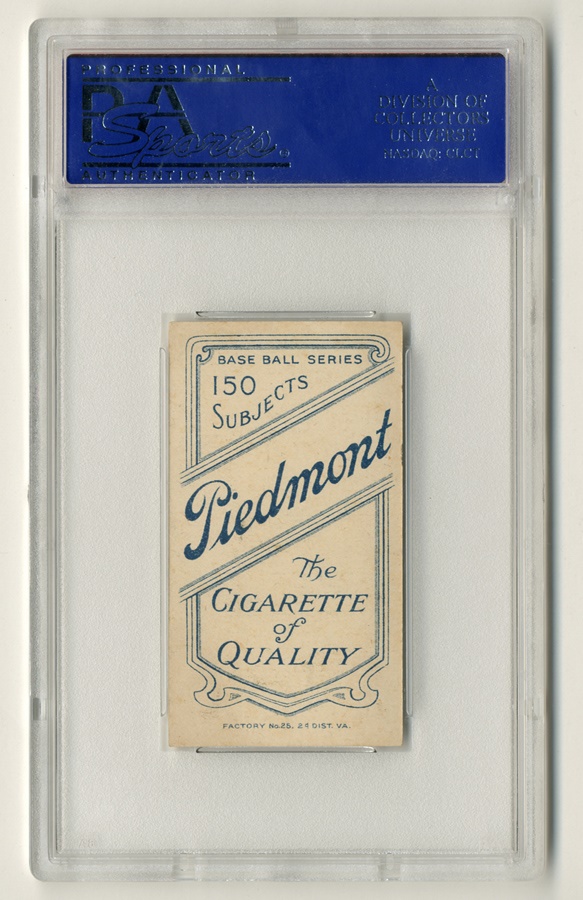 PROFESSIONAL
PSA
Sports
AUTHENTICATOR
A
DIVISION OF
COLLECTORS
UNIVERSE
NASDAQ: CLCT
BASE BALL SERIES
150
SUBJECTS
Piedmont
The
CIGARETTE
of
QUALITY
FACTORY No.25, 2D DIST. VA.